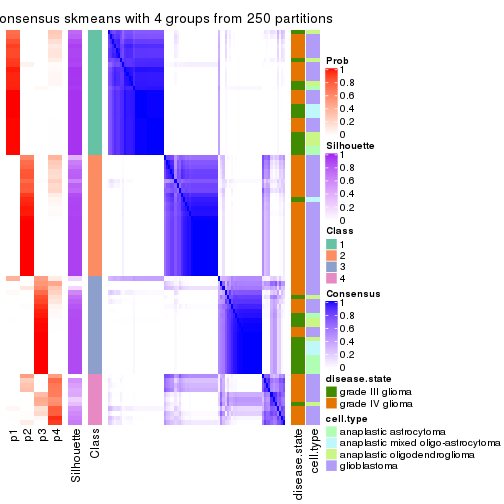 onsensus skmeans with 4 groups from 250 partitions
Prob
1
0.8
0.6
0.4
0.2
0
Silhouette
1
0.8
0.6
0.4
0.2
0
Class
1
2
3
4
Consensus
1
0.8
0.6
0.4
0.2
0
disease.state
grade III glioma
grade IV glioma
cell.type
anaplastic astrocytoma
anaplastic mixed oligo-astrocytoma
anaplastic oligodendroglioma
glioblastoma
p1
p2
p3
p4
Silhouette
Class
disease.state
cell.type